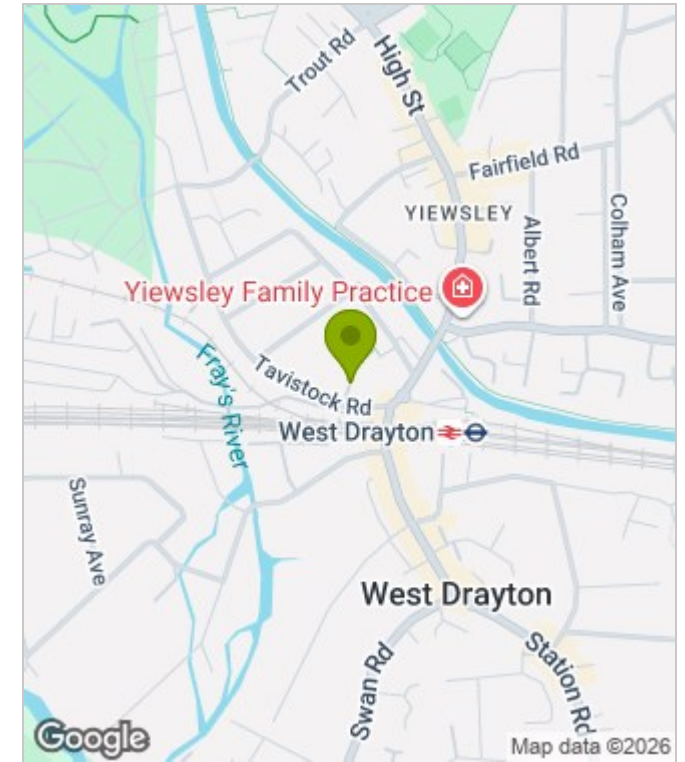 Trout Rd
High St
Fairfield Rd
YIEWSLEY
Albert Rd
Colham Ave
Yiewsley Family Practice
Fray's River
Tavistock Rd
West Drayton
Sunray Ave
West Drayton
Swan Rd
Station Rd
Google
Map data ©2026